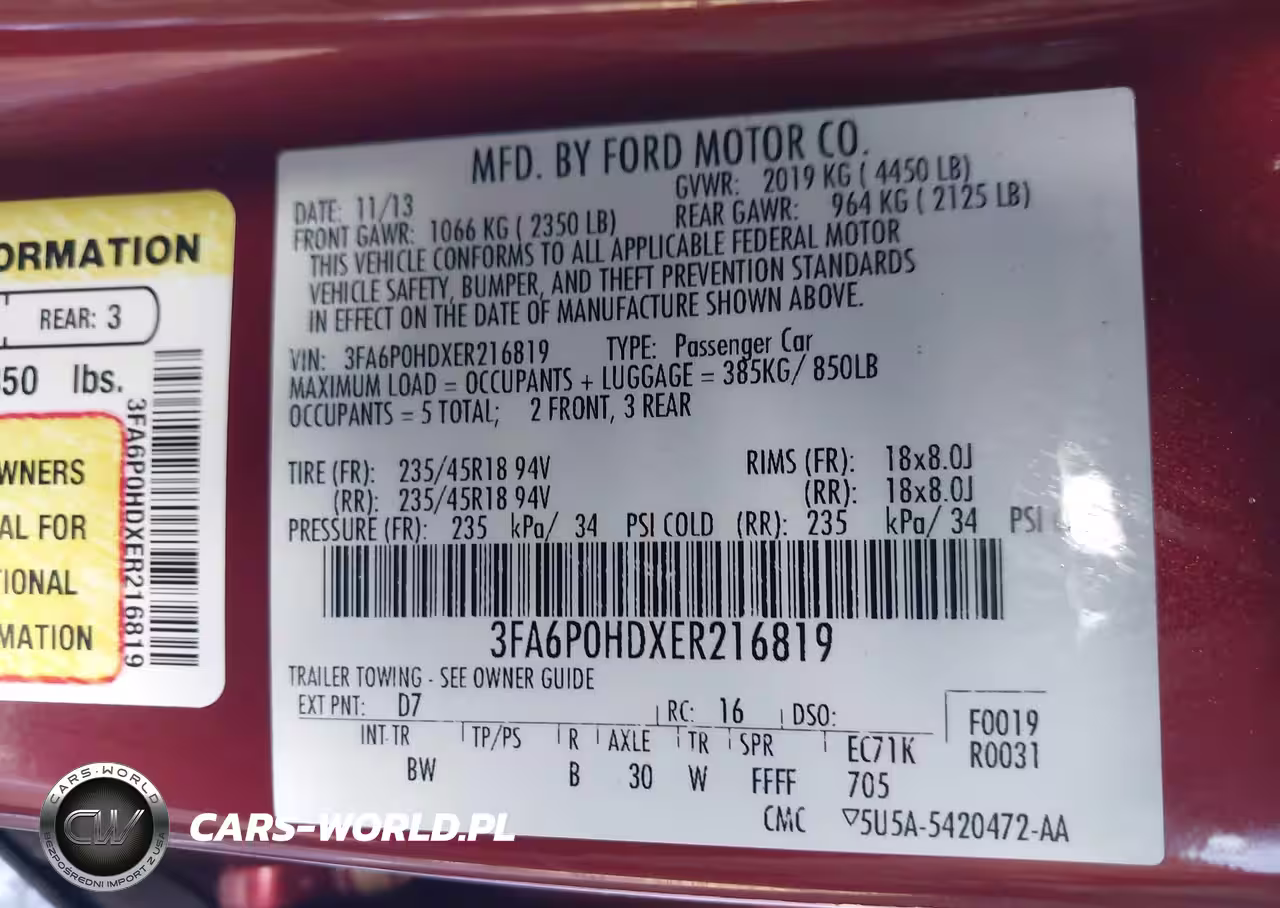 ORMATION
REAR: 3
50 lbs.
WNERS
AL FOR
TIONAL
MATION
3FA6P0HDXER216819
MFD. BY FORD MOTOR CO.
DATE: 11/13 GVWR: 2019 KG ( 4450 LB)
FRONT GAWR: 1066 KG ( 2350 LB) REAR GAWR: 964 KG ( 2125 LB)
THIS VEHICLE CONFORMS TO ALL APPLICABLE FEDERAL MOTOR
VEHICLE SAFETY, BUMPER, AND THEFT PREVENTION STANDARDS
IN EFFECT ON THE DATE OF MANUFACTURE SHOWN ABOVE.
VIN: 3FA6P0HDXER216819 TYPE: Passenger Car
MAXIMUM LOAD = OCCUPANTS + LUGGAGE = 385KG/ 850LB
OCCUPANTS = 5 TOTAL; 2 FRONT, 3 REAR
TIRE (FR): 235/45R18 94V RIMS (FR): 18x8.0J
(RR): 235/45R18 94V (RR): 18x8.0J
PRESSURE (FR): 235 kPa/ 34 PSI COLD (RR): 235 kPa/ 34 PSI
3FA6P0HDXER216819
TRAILER TOWING - SEE OWNER GUIDE
EXT PNT: D7 RC: 16 DSO: F0019
INT TR TP/PS R AXLE TR SPR EC71K R0031
BW B 30 W FFFF 705
CMC ▽5U5A-5420472-AA
CARS-WORLD
CW
BEZPOŚREDNI IMPORT Z USA
CARS-WORLD.PL